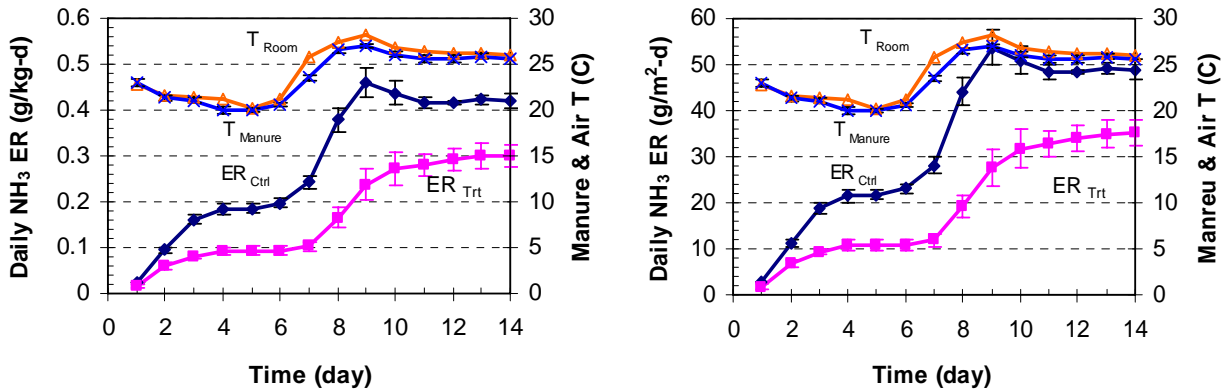 Daily NH3 ER (g/kg-d)
0.6
0.5
0.4
0.3
0.2
0.1
0
T Room
T Manure
ER Ctrl
ER Trt
30
25
20
15
10
5
0
Manure & Air T (C)
0 2 4 6 8 10 12 14
Time (day)
Daily NH3 ER (g/m2-d)
60
50
40
30
20
10
0
T Room
T Manure
ER Ctrl
ER Trt
30
25
20
15
10
5
0
Manreu & Air T (C)
0 2 4 6 8 10 12 14
Time (day)